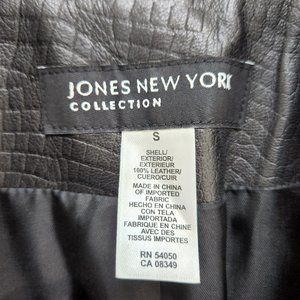 JONES NEW YORK
COLLECTION
S
SHELL/
EXTERIOR/
EXTERIEUR
100% LEATHER/
CUERO/CUIR
MADE IN CHINA
OF IMPORTED
FABRIC
HECHO EN CHINA
CON TELA
IMPORTADA
FABRIQUE EN CHINE
AVEC DES
TISSUS IMPORTES
RN 54050
CA 08349